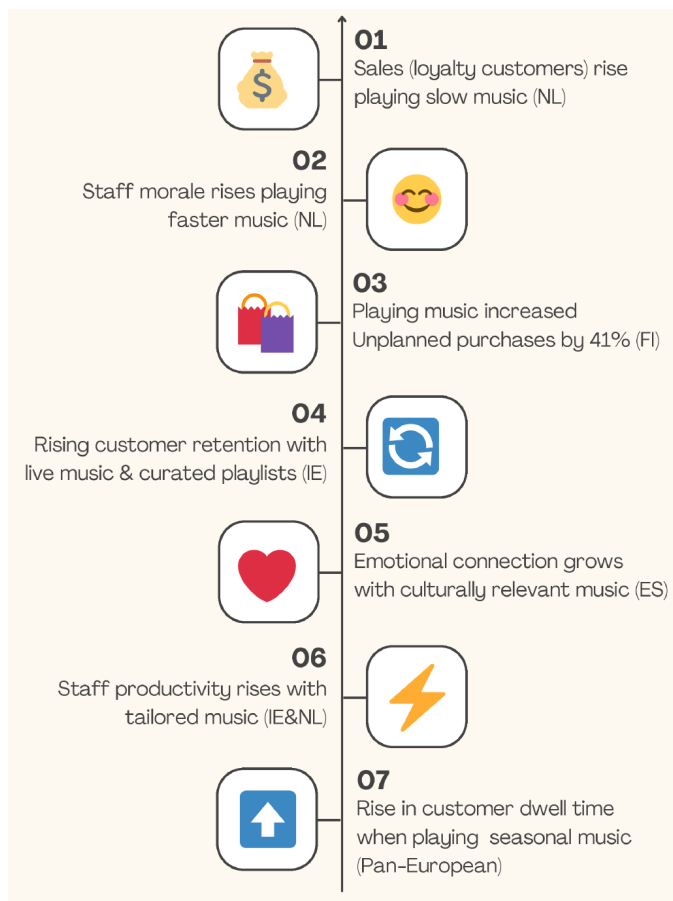 01
Sales (loyalty customers) rise
playing slow music (NL)
02
Staff morale rises playing
faster music (NL)
03
Playing music increased
Unplanned purchases by 41% (FI)
04
Rising customer retention with
live music & curated playlists (IE)
05
Emotional connection grows
with culturally relevant music (ES)
06
Staff productivity rises with
tailored music (IE&NL)
07
Rise in customer dwell time
when playing seasonal music
(Pan-European)